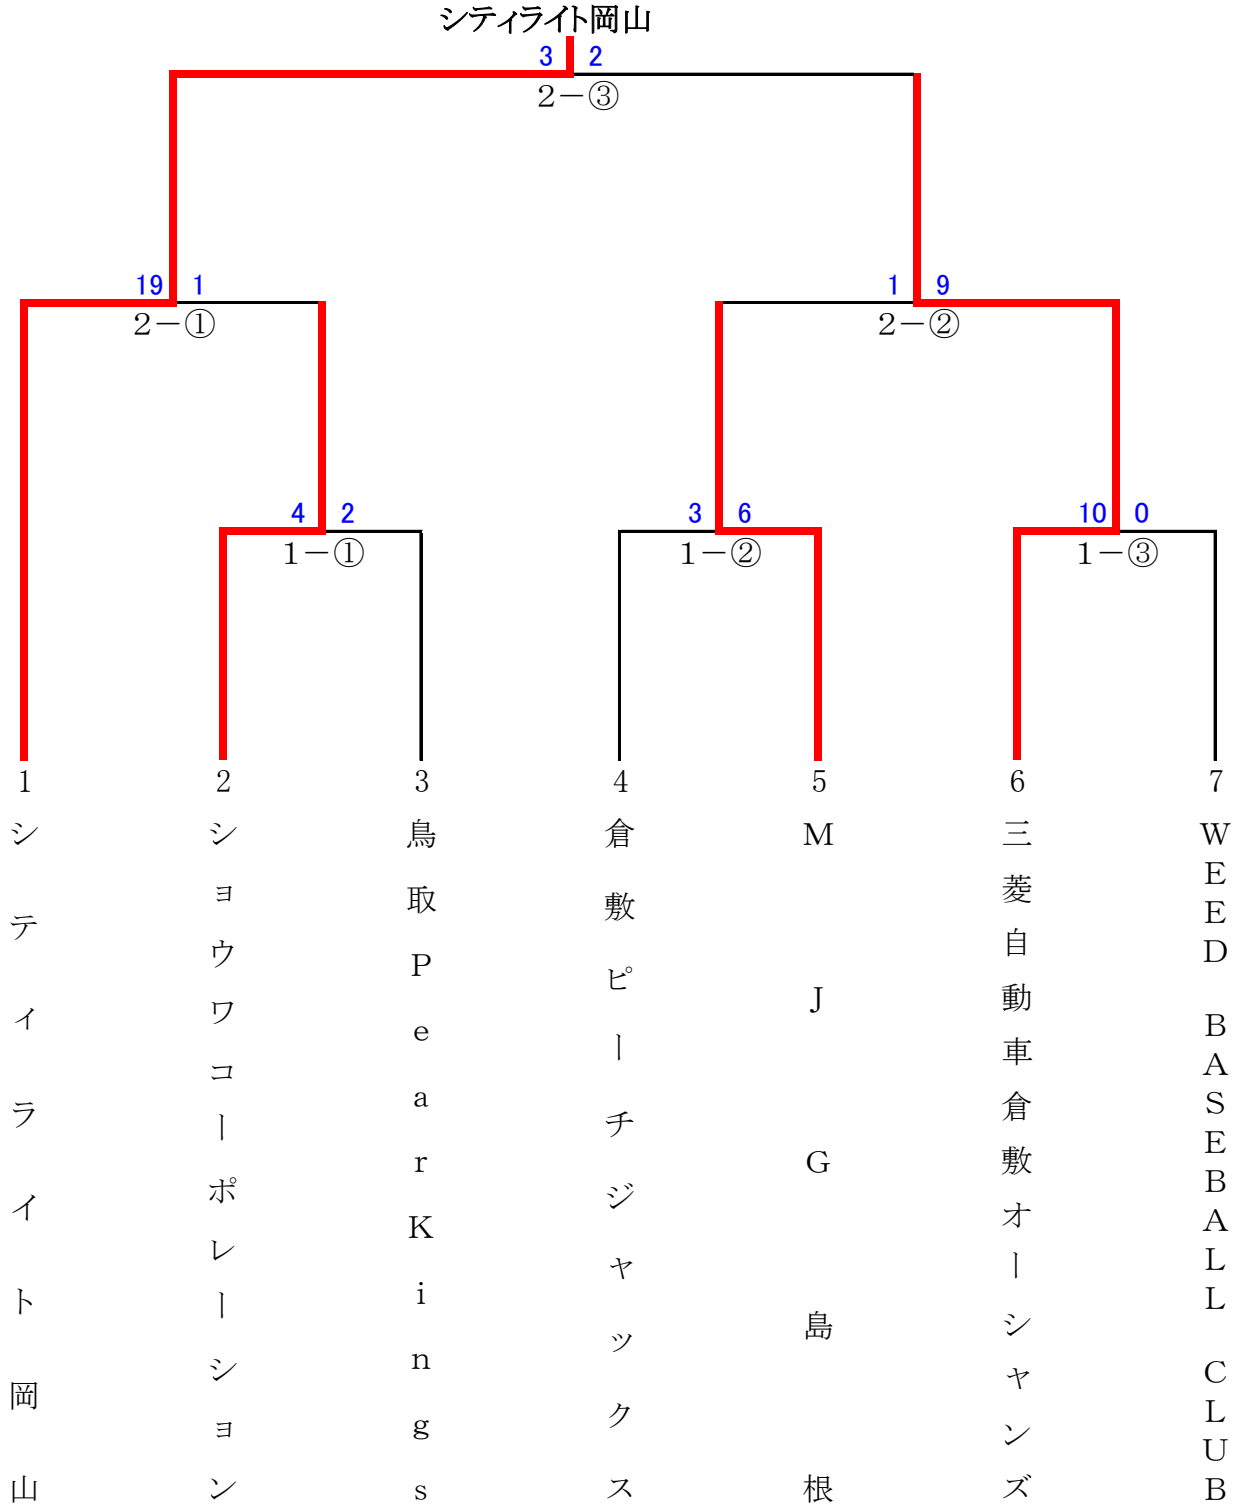 シティライト岡山
3 2
2－③
19 1
2－①
1 9
2－②
4 2
1－①
3 6
1－②
10 0
1－③
1 2 3 4 5 6 7
シティライト岡山
ショウワコーポレーション
鳥取PearKings
倉敷ピーチジャックス
MJG島根
三菱自動車倉敷オーシャンズ
WEED BASEBALL CLUB